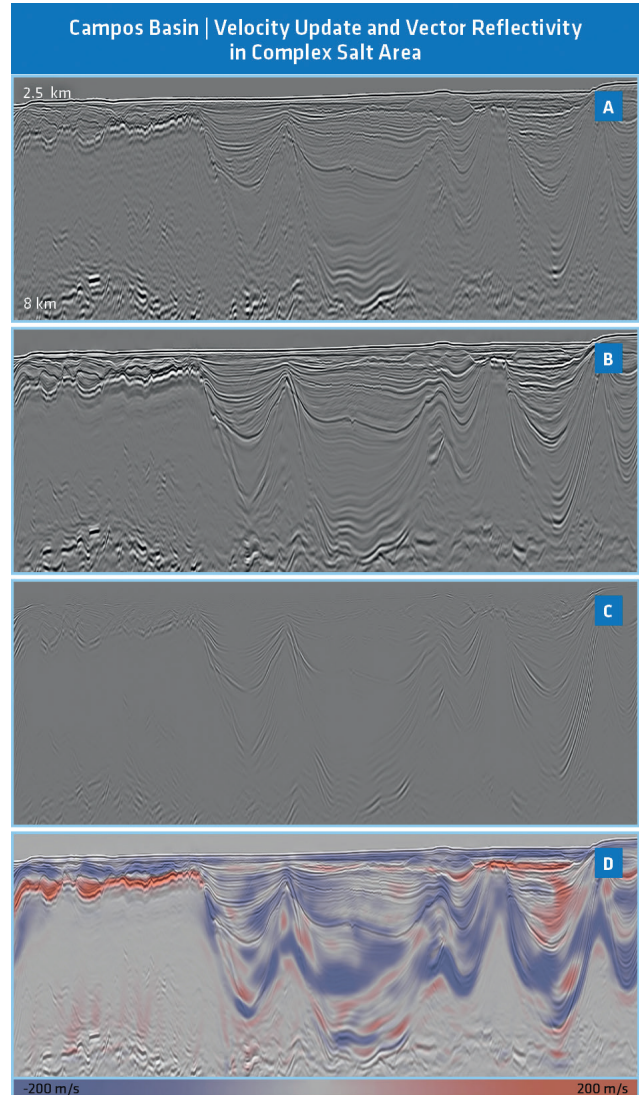 Campos Basin | Velocity Update and Vector Reflectivity
in Complex Salt Area
2.5 km
A
8 km
B
C
D
-200 m/s
200 m/s